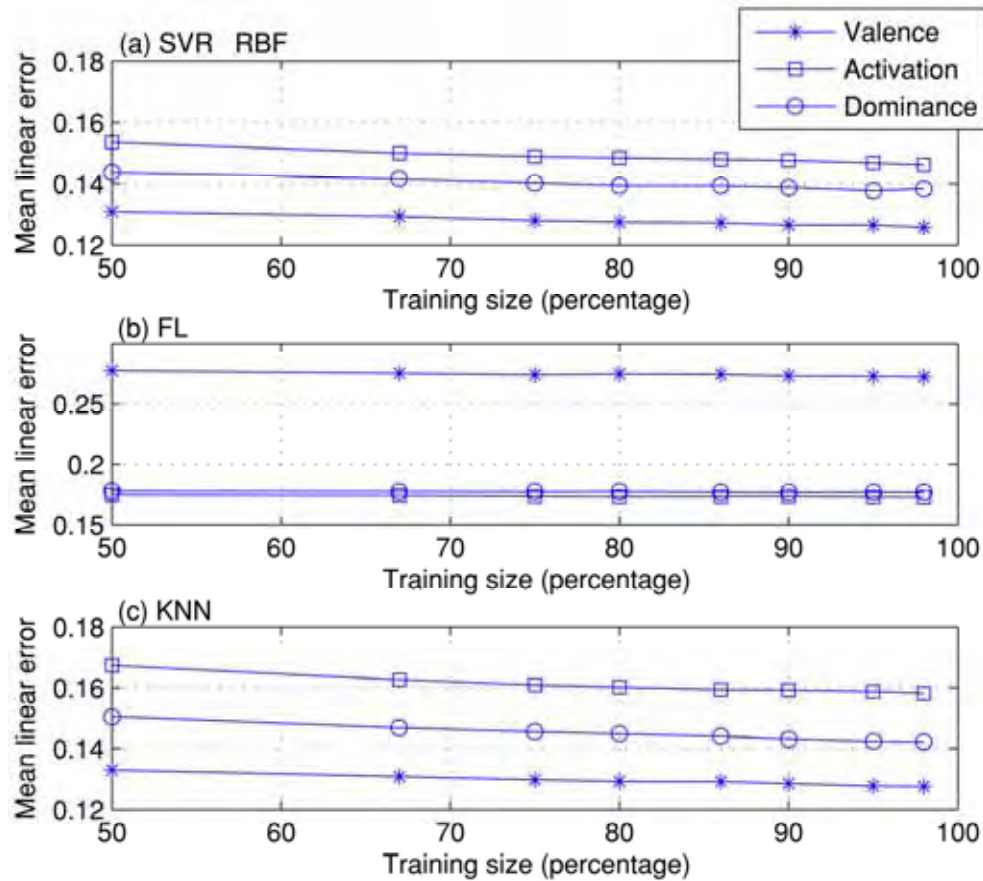 (a) SVR RBF
Valence
Activation
Dominance
Mean linear error
0.18
0.16
0.14
0.12
50 60 70 80 90 100
Training size (percentage)
(b) FL
Mean linear error
0.25
0.2
0.15
50 60 70 80 90 100
Training size (percentage)
(c) KNN
Mean linear error
0.18
0.16
0.14
0.12
50 60 70 80 90 100
Training size (percentage)